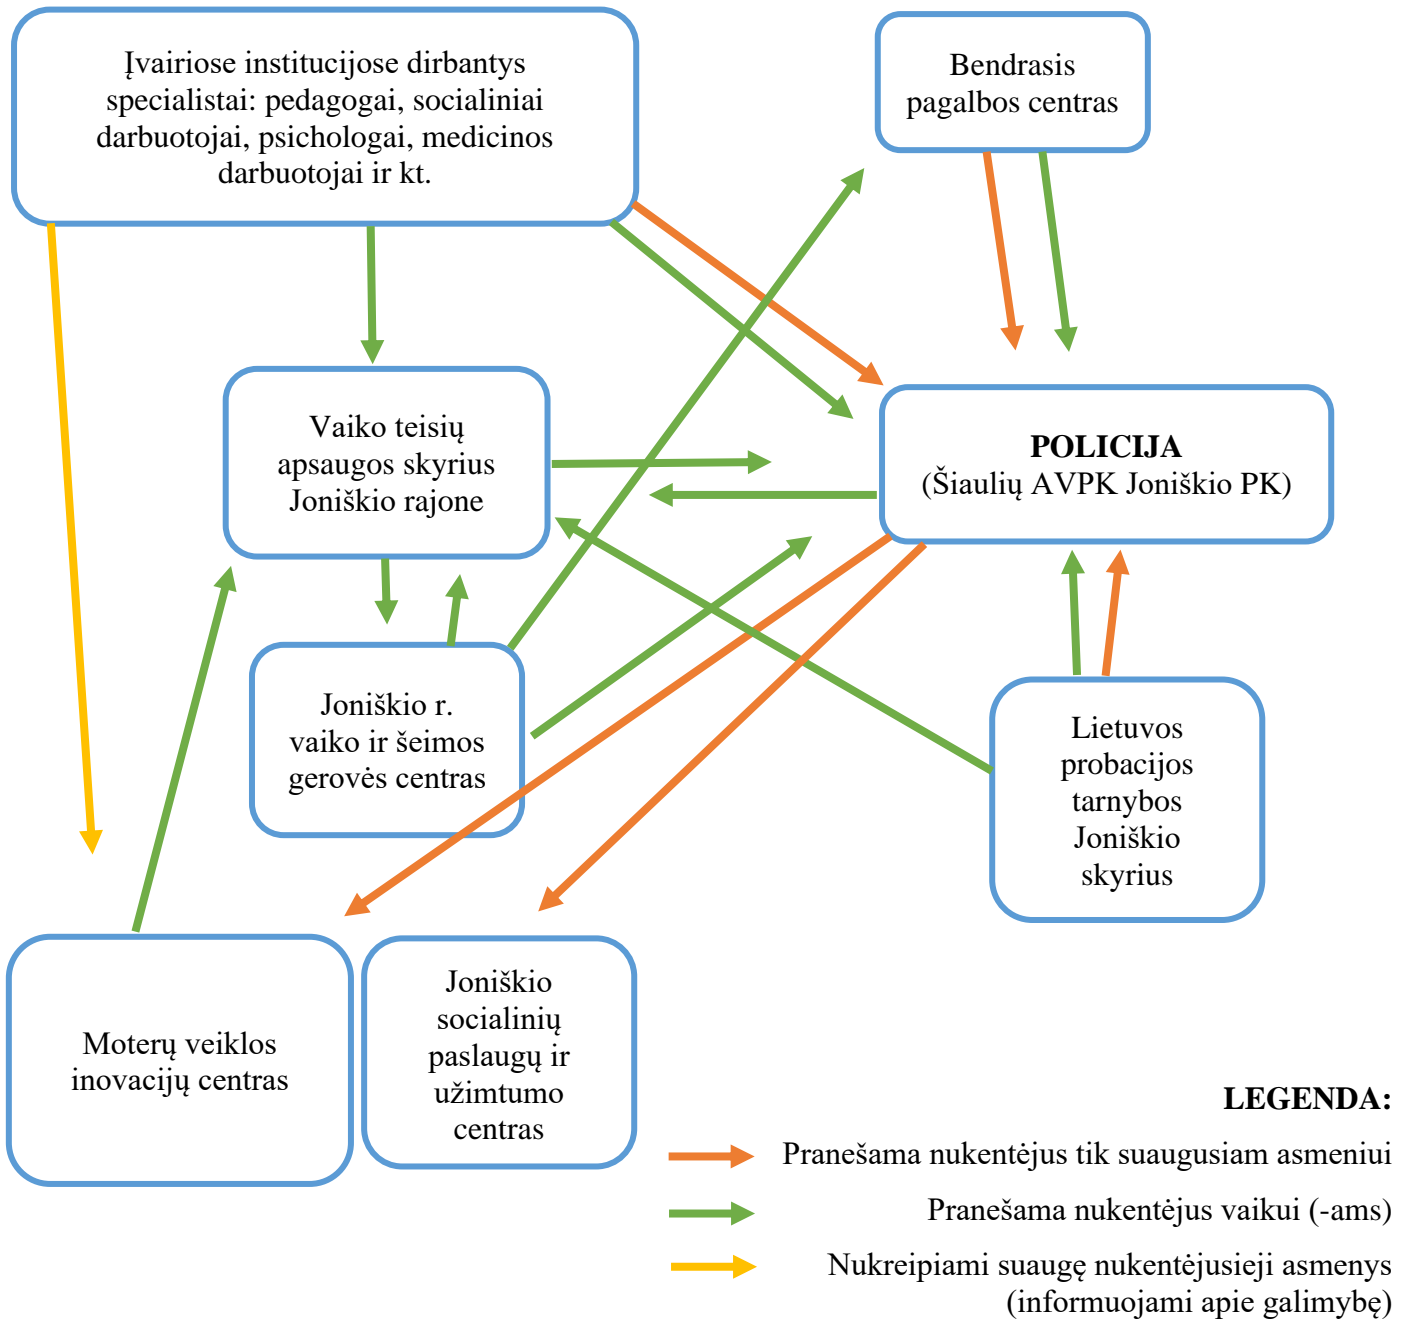 Įvairiose institucijose dirbantys
specialistai: pedagogai, socialiniai
darbuotojai, psichologai, medicinos
darbuotojai ir kt.
Bendrasis
pagalbos centras
Vaiko teisių
apsaugos skyrius
Joniškio rajone
POLICIJA
(Šiaulių AVPK Joniškio PK)
Joniškio r.
vaiko ir šeimos
gerovės centras
Lietuvos
probacijos
tarnybos
Joniškio
skyrius
Moterų veiklos
inovacijų centras
Joniškio
socialinių
paslaugų ir
užimtumo
centras
LEGENDA:
Pranešama nukentėjus tik suaugusiam asmeniui
Pranešama nukentėjus vaikui (-ams)
Nukreipiami suaugę nukentėjusieji asmenys
(informuojami apie galimybę)